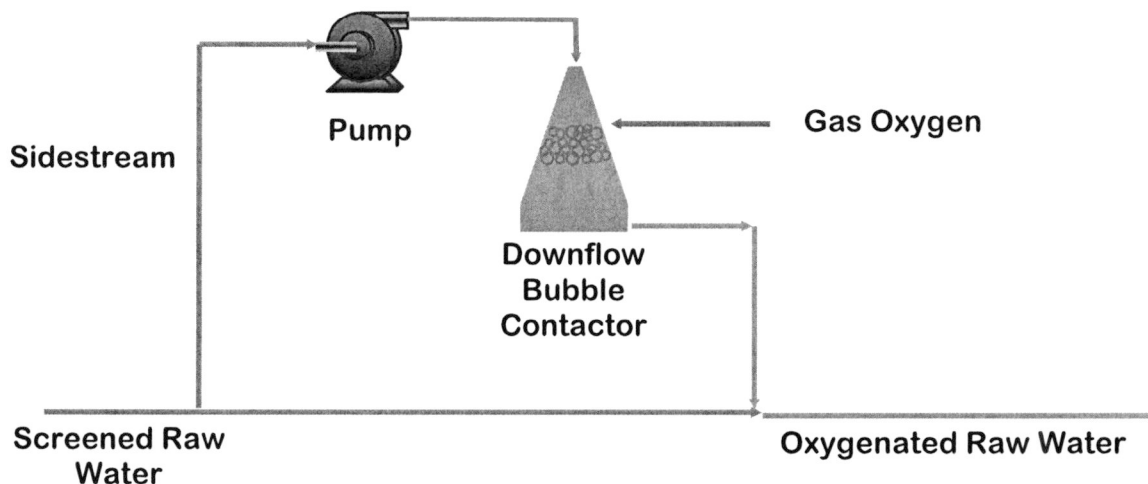 Sidestream
Pump
Gas Oxygen
Downflow
Bubble
Contactor
Screened Raw
Water
Oxygenated Raw Water